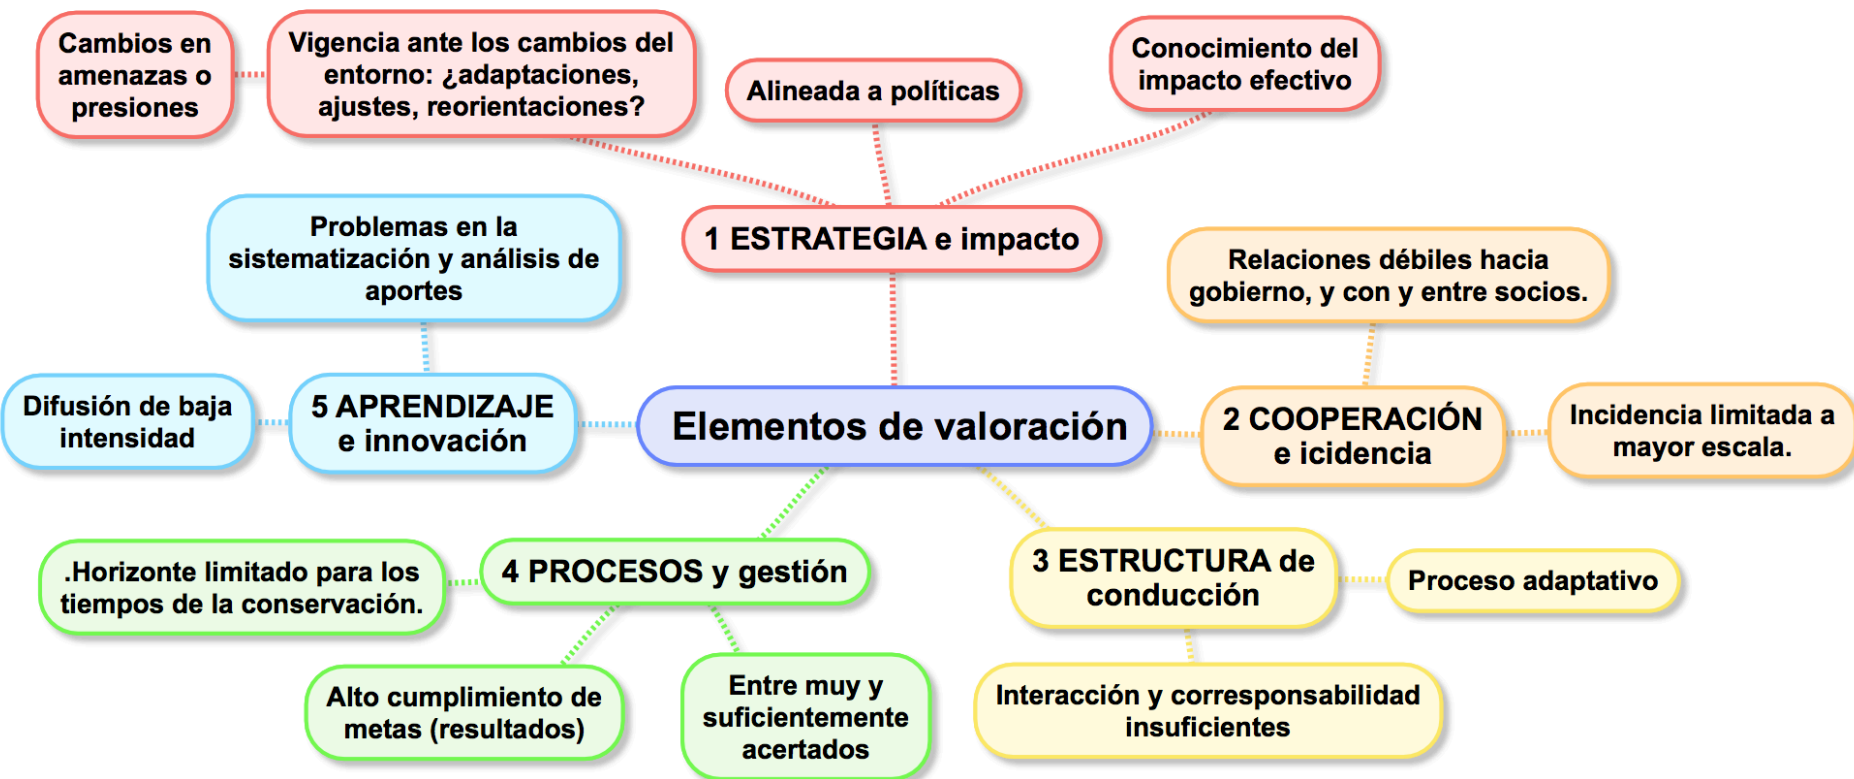 Cambios en
amenazas o
presiones
Vigencia ante los cambios del
entorno: ¿adaptaciones,
ajustes, reorientaciones?
Alineada a políticas
Conocimiento del
impacto efectivo
1 ESTRATEGIA e impacto
Problemas en la
sistematización y análisis de
aportes
Relaciones débiles hacia
gobierno, y con y entre socios.
Difusión de baja
intensidad
5 APRENDIZAJE
e innovación
Elementos de valoración
2 COOPERACIÓN
e icidencia
Incidencia limitada a
mayor escala.
.Horizonte limitado para los
tiempos de la conservación.
4 PROCESOS y gestión
3 ESTRUCTURA de
conducción
Proceso adaptativo
Alto cumplimiento de
metas (resultados)
Entre muy y
suficientemente
acertados
Interacción y corresponsabilidad
insuficientes